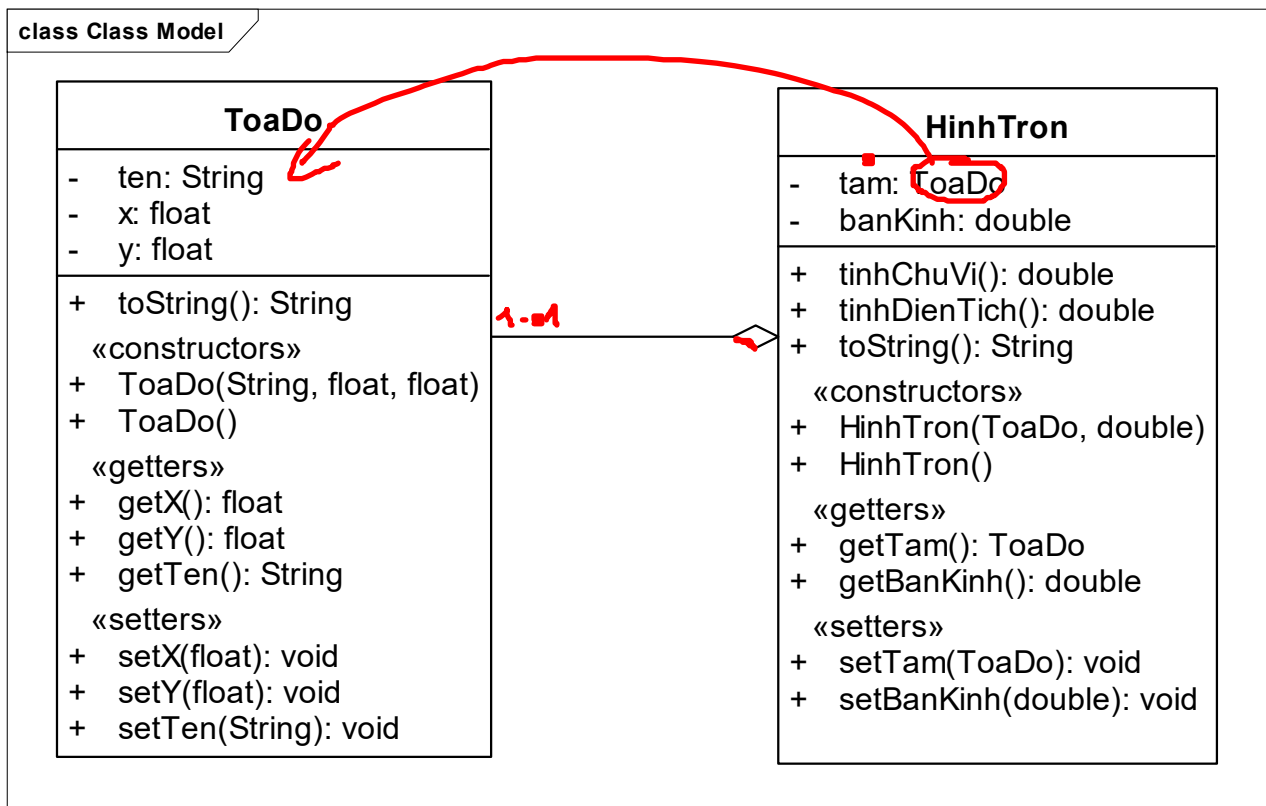 class Class Model
ToaDo
- ten: String
- x: float
- y: float
+ toString(): String
«constructors»
+ ToaDo(String, float, float)
+ ToaDo()
«getters»
+ getX(): float
+ getY(): float
+ getTen(): String
«setters»
+ setX(float): void
+ setY(float): void
+ setTen(String): void
1-1
HinhTron
- tam: ToaDo
- banKinh: double
+ tinhChuVi(): double
+ tinhDienTich(): double
+ toString(): String
«constructors»
+ HinhTron(ToaDo, double)
+ HinhTron()
«getters»
+ getTam(): ToaDo
+ getBanKinh(): double
«setters»
+ setTam(ToaDo): void
+ setBanKinh(double): void